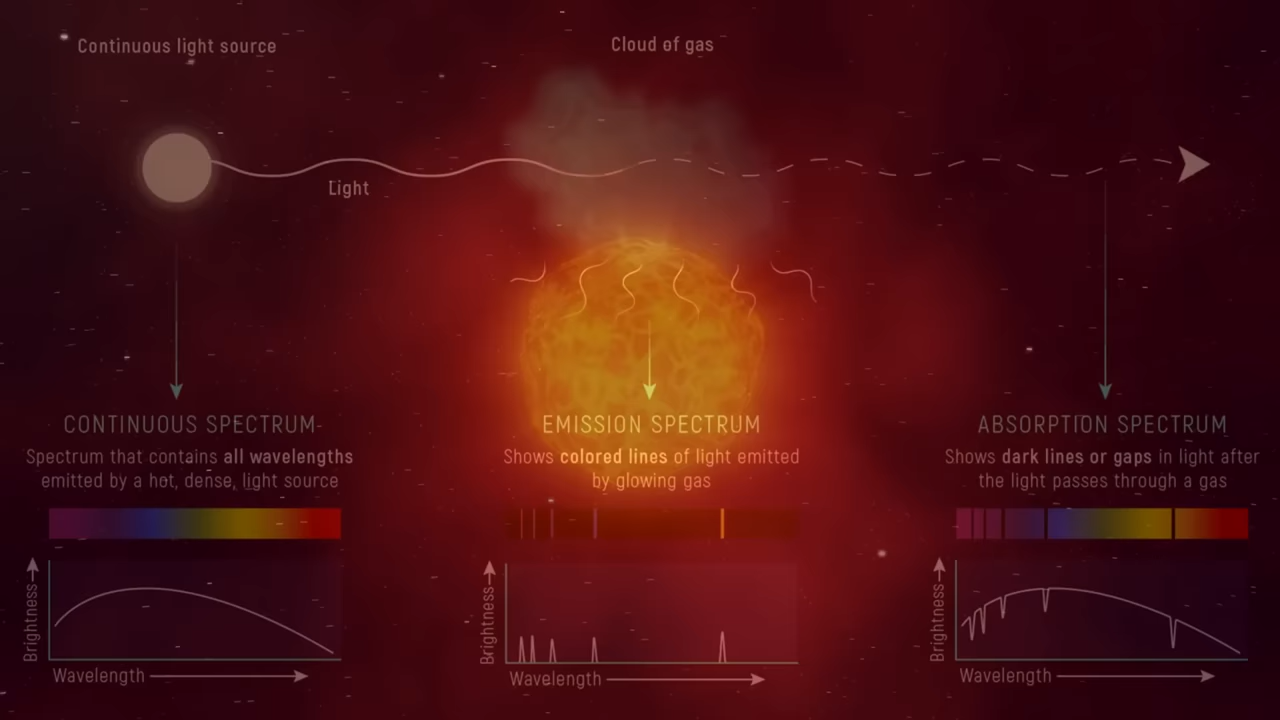 Continuous light source
Cloud of gas
Light
CONTINUOUS SPECTRUM
Spectrum that contains all wavelengths
emitted by a hot, dense, light source
Brightness
Wavelength
EMISSION SPECTRUM
Shows colored lines of light emitted
by glowing gas
Brightness
Wavelength
ABSORPTION SPECTRUM
Shows dark lines or gaps in light after
the light passes through a gas
Brightness
Wavelength